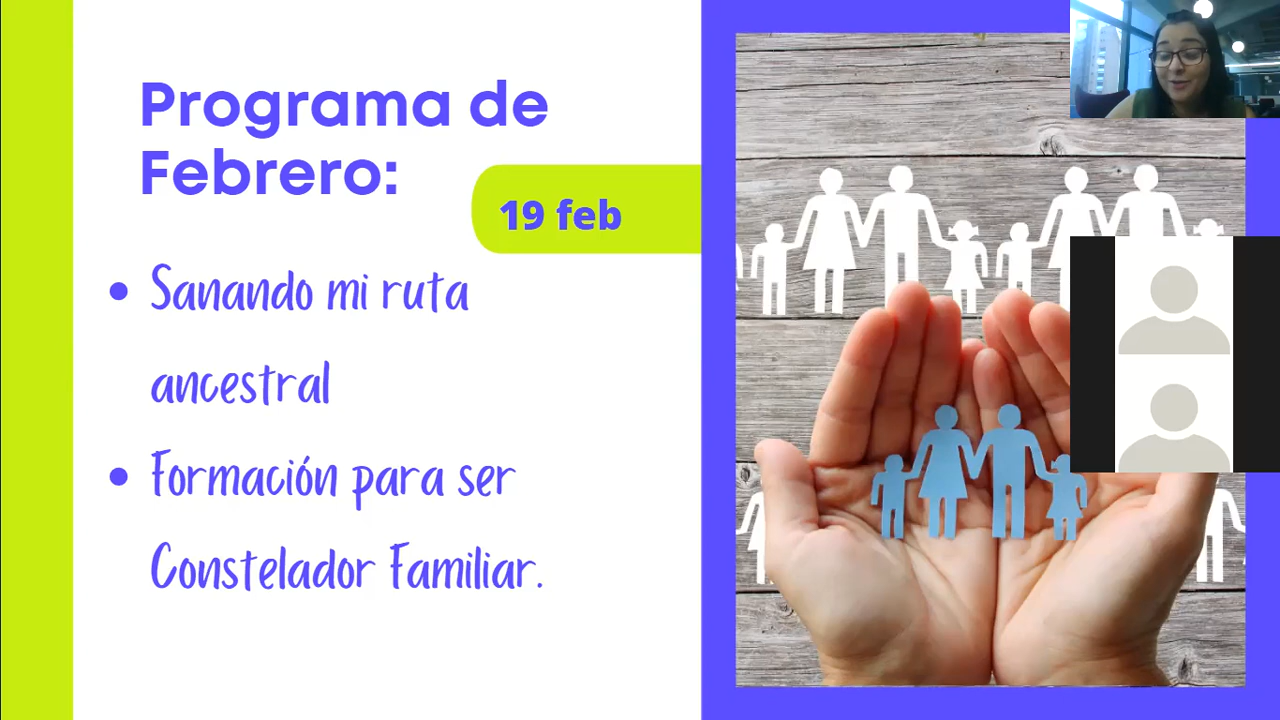 Programa de
Febrero:
19 feb
• Sanando mi ruta
ancestral
• Formación para ser
Constelador Familiar.